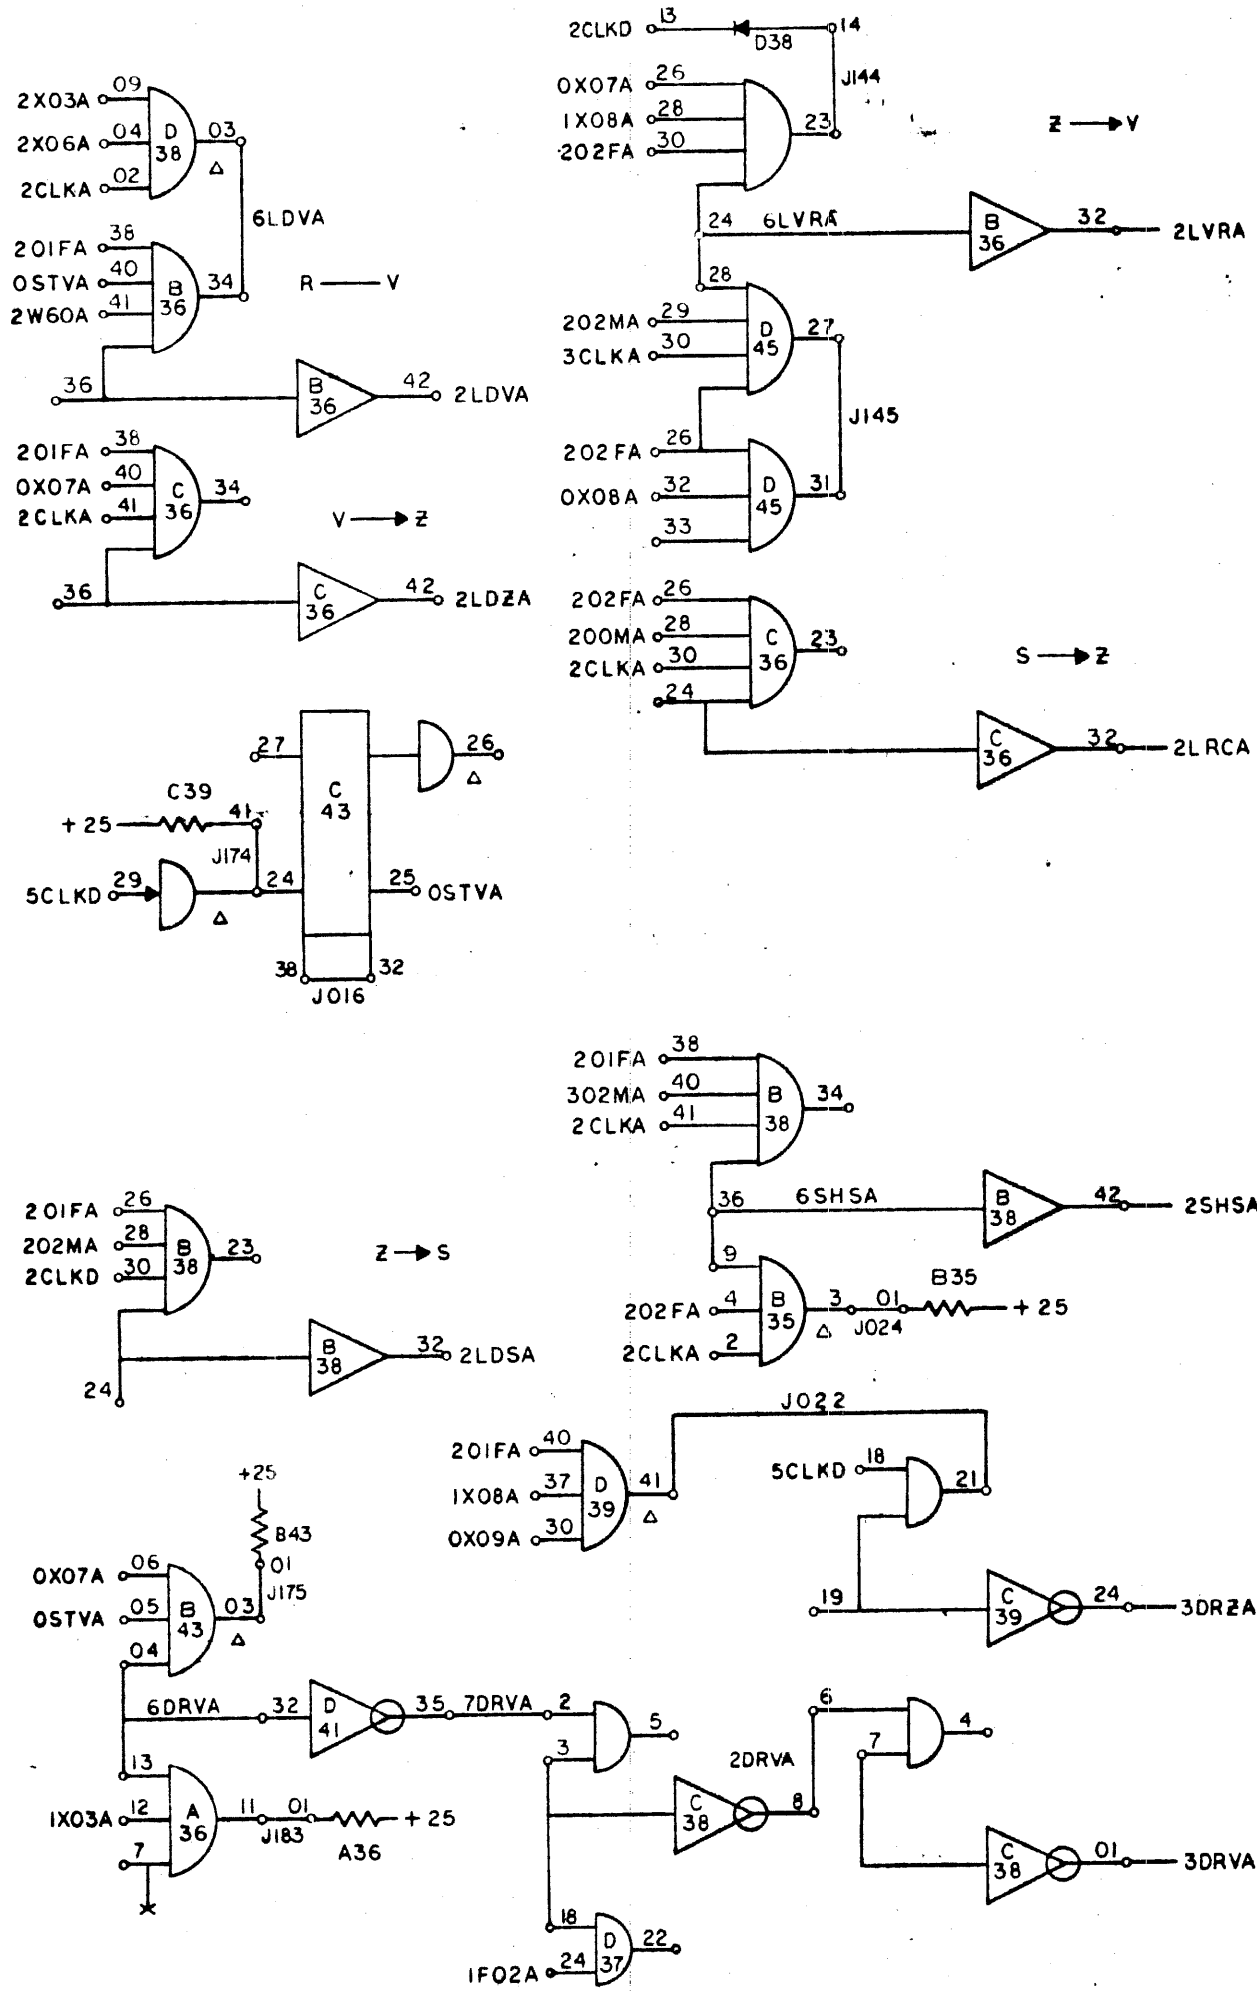 2CLKD 13 D38 14
J144
2X03A 09
2X06A 04 D 38 03
Δ
2CLKA 02
6LDVA
201FA 38
0STVA 40 B 36 34
2W60A 41
R V
36 B 36 42 2LDVA
201FA 38
0X07A 40 C 36 34
2CLKA 41
V Z
36 C 36 42 2LDZA
0X07A 26
1X08A 28 23
202FA 30
Z V
24 6LVRA B 36 32 2LVRA
28
202MA 29 D 45 27
3CLKA 30
J145
202FA 26
0X08A 32 D 45 31
33
202FA 26
200MA 28 C 36 23
2CLKA 30
24
S Z
C 36 32 2LRCA
27 C 43 26
Δ
C39
+25 41
J174
5CLKD 29 24 25 0STVA
Δ
38 32
J016
201FA 38
302MA 40 B 38 34
2CLKA 41
36 6SHSA B 38 42 2SHSA
9
202FA 4 B 35 3 01 B35 +25
Δ J024
2CLKA 2
201FA 26
202MA 28 B 38 23
2CLKD 30
Z S
B 38 32 2LDSA
24
J022
201FA 40
1X08A 37 D 39 41
Δ
0X09A 30
5CLKD 18 21
19 C 39 24 3DRZA
+25
B43
01
J175
0X07A 06
0STVA 05 B 43 03
Δ
04
6DRVA 32 D 41 35 7DRVA 2 5
3
13
1X03A 12 A 36 11 01 +25
J183 A36
7
2DRVA 6 4
7
C 38 8
C 38 01 3DRVA
18 D 37 22
1F02A 24